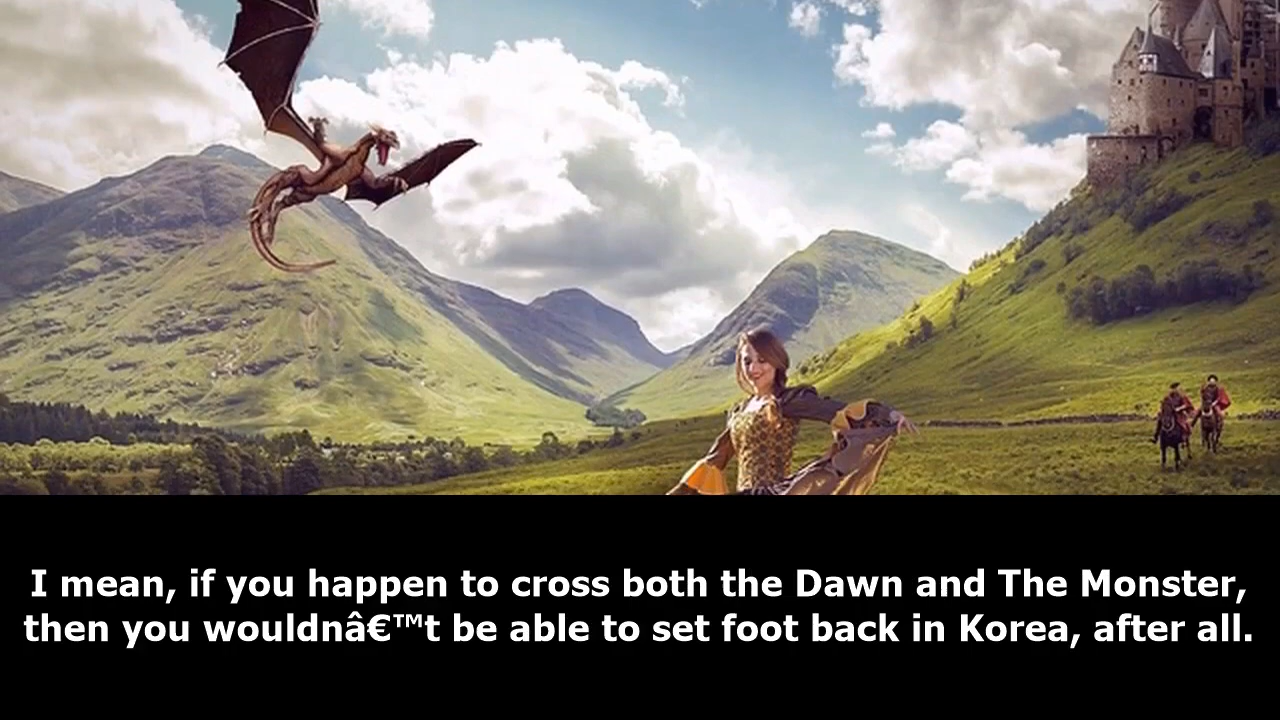 I mean, if you happen to cross both the Dawn and The Monster,
then you wouldnâ€™t be able to set foot back in Korea, after all.